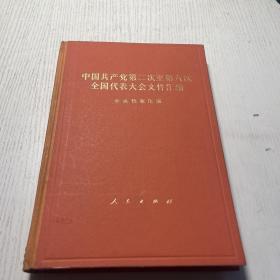 中国共产党第二次至第六次
全国代表大会文件汇编
中央档案馆编
人民出版社